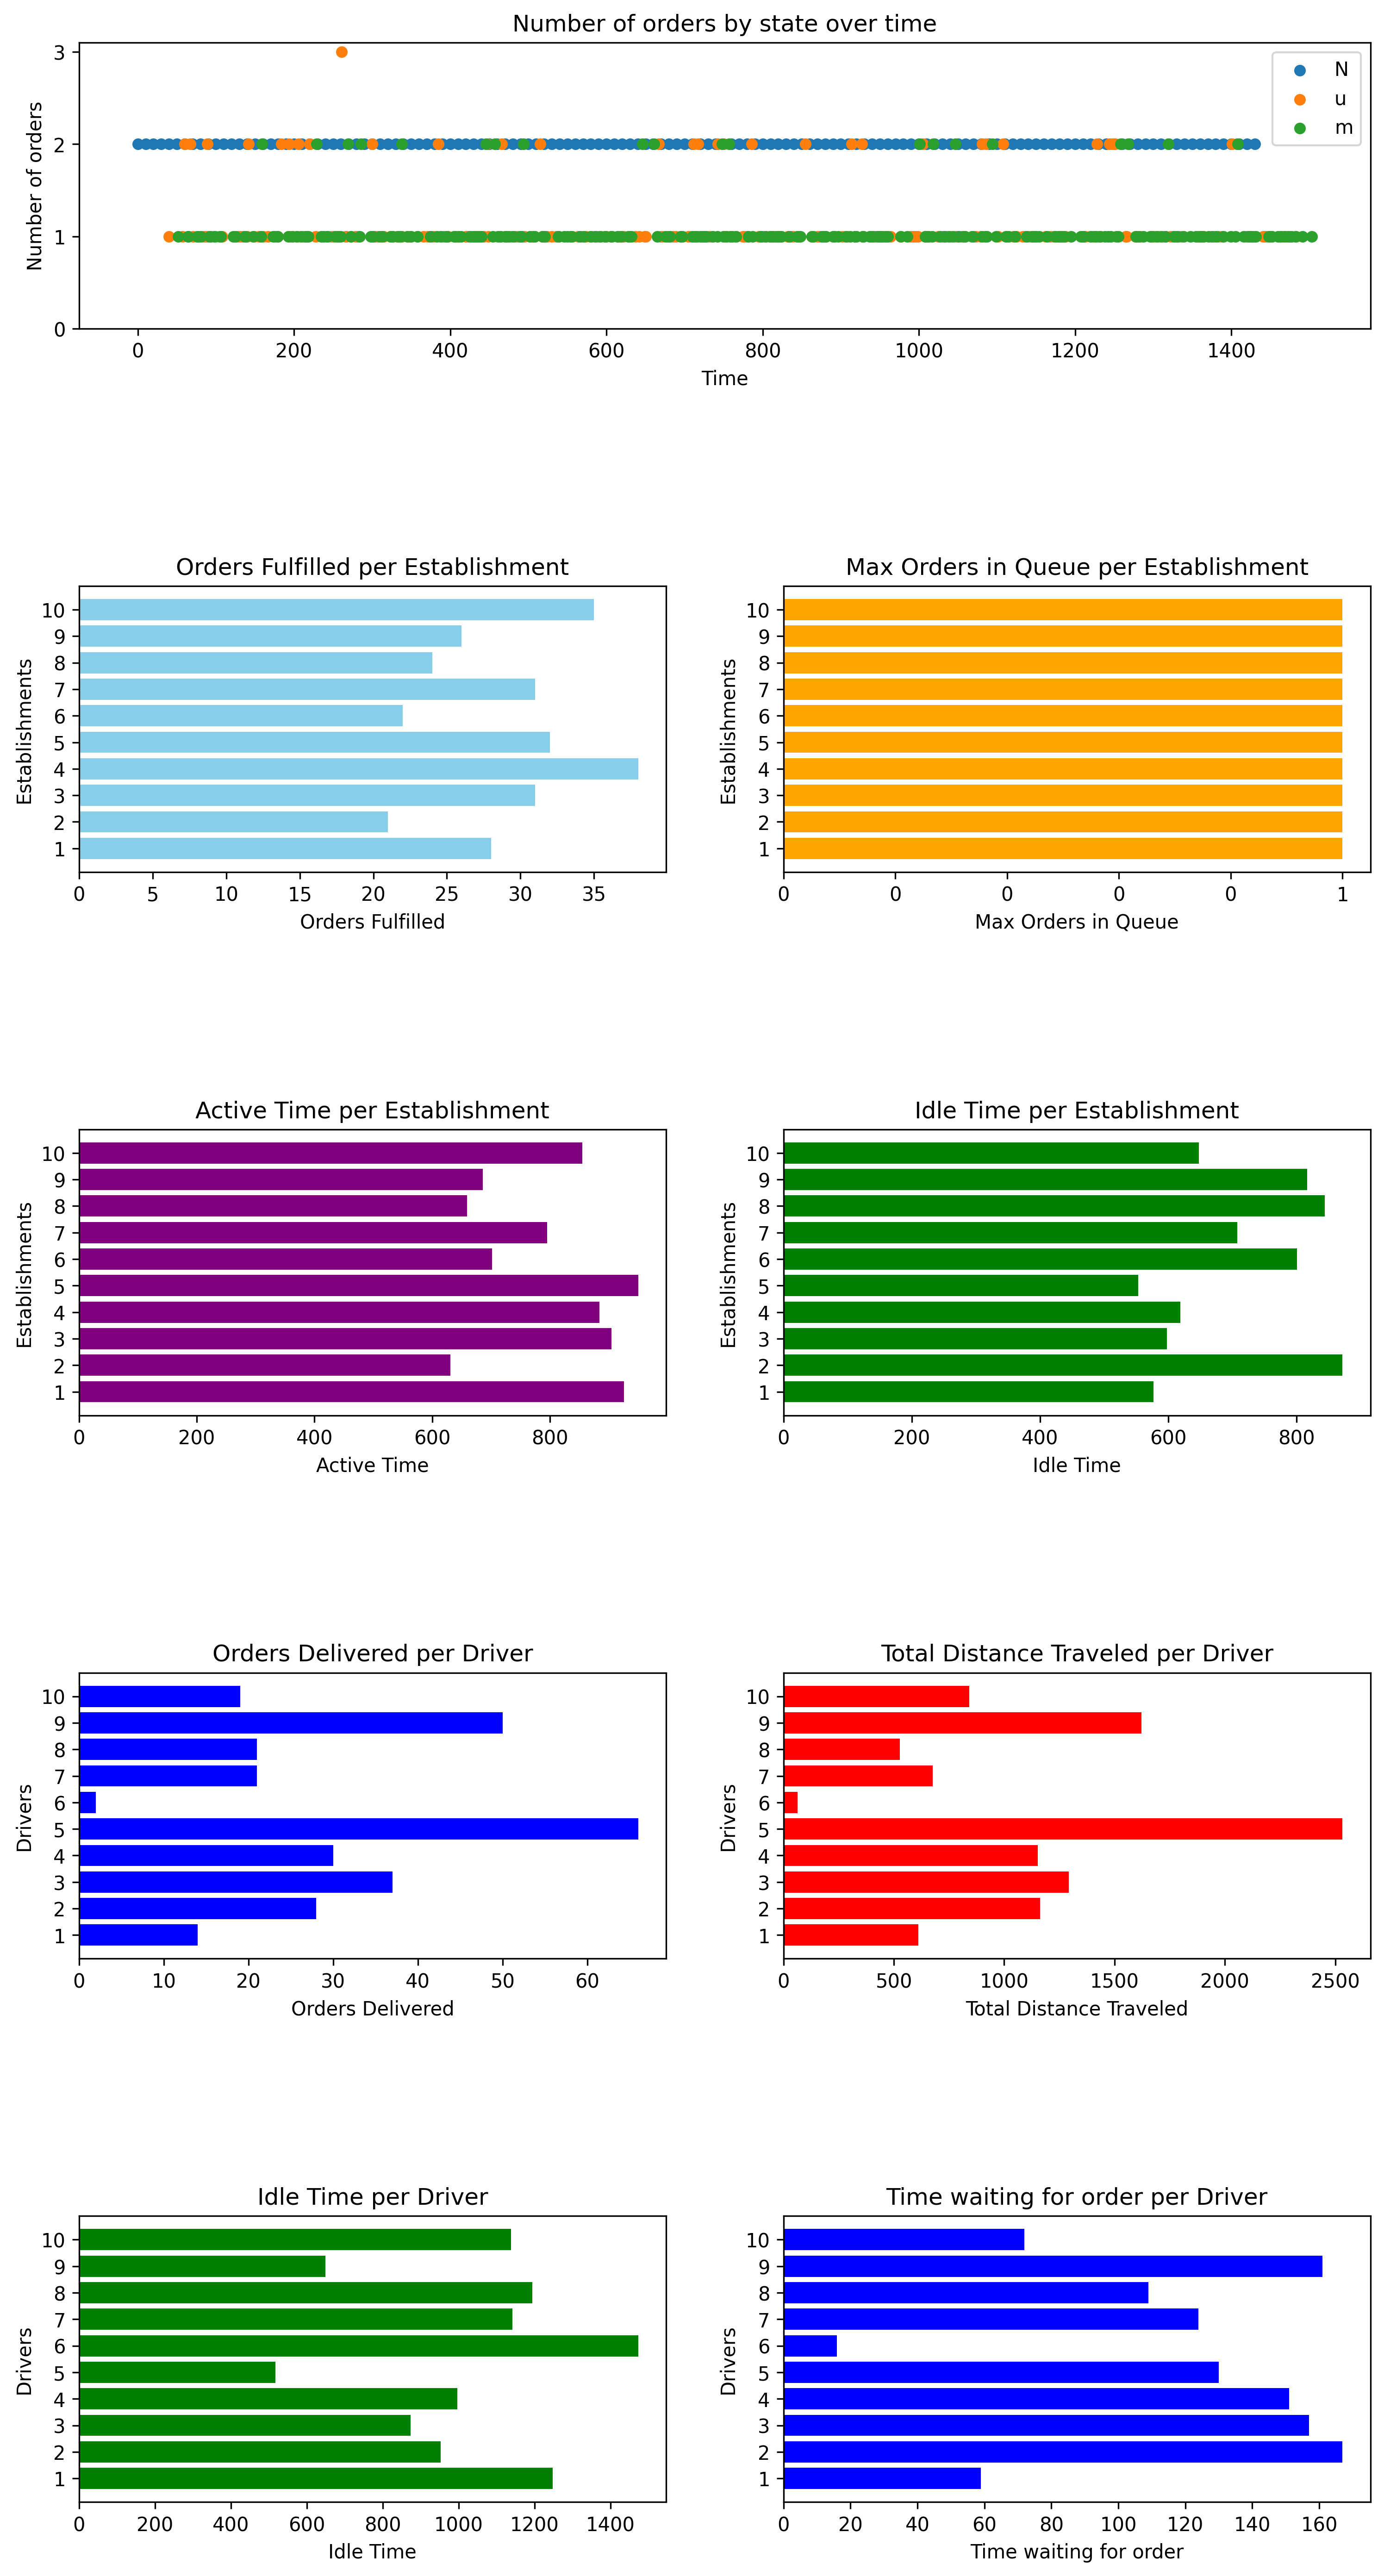 Number of orders by state over time
Number of orders
3
2
1
0
N
u
m
0 200 400 600 800 1000 1200 1400
Time
Orders Fulfilled per Establishment
Establishments
10
9
8
7
6
5
4
3
2
1
0 5 10 15 20 25 30 35
Orders Fulfilled
Max Orders in Queue per Establishment
Establishments
10
9
8
7
6
5
4
3
2
1
0 0 0 0 0 1
Max Orders in Queue
Active Time per Establishment
Establishments
10
9
8
7
6
5
4
3
2
1
0 200 400 600 800
Active Time
Idle Time per Establishment
Establishments
10
9
8
7
6
5
4
3
2
1
0 200 400 600 800
Idle Time
Orders Delivered per Driver
Drivers
10
9
8
7
6
5
4
3
2
1
0 10 20 30 40 50 60
Orders Delivered
Total Distance Traveled per Driver
Drivers
10
9
8
7
6
5
4
3
2
1
0 500 1000 1500 2000 2500
Total Distance Traveled
Idle Time per Driver
Drivers
10
9
8
7
6
5
4
3
2
1
0 200 400 600 800 1000 1200 1400
Idle Time
Time waiting for order per Driver
Drivers
10
9
8
7
6
5
4
3
2
1
0 20 40 60 80 100 120 140 160
Time waiting for order